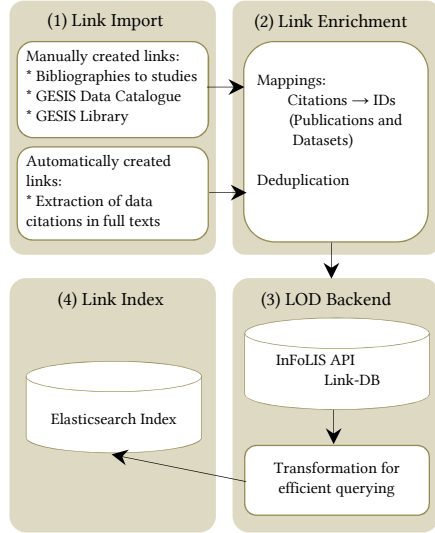 (1) Link Import
Manually created links:
* Bibliographies to studies
* GESIS Data Catalogue
* GESIS Library
Automatically created
links:
* Extraction of data
citations in full texts
(2) Link Enrichment
Mappings:
Citations → IDs
(Publications and
Datasets)
Deduplication
(3) LOD Backend
InFoLIS API
Link-DB
Transformation for
efficient querying
(4) Link Index
Elasticsearch Index